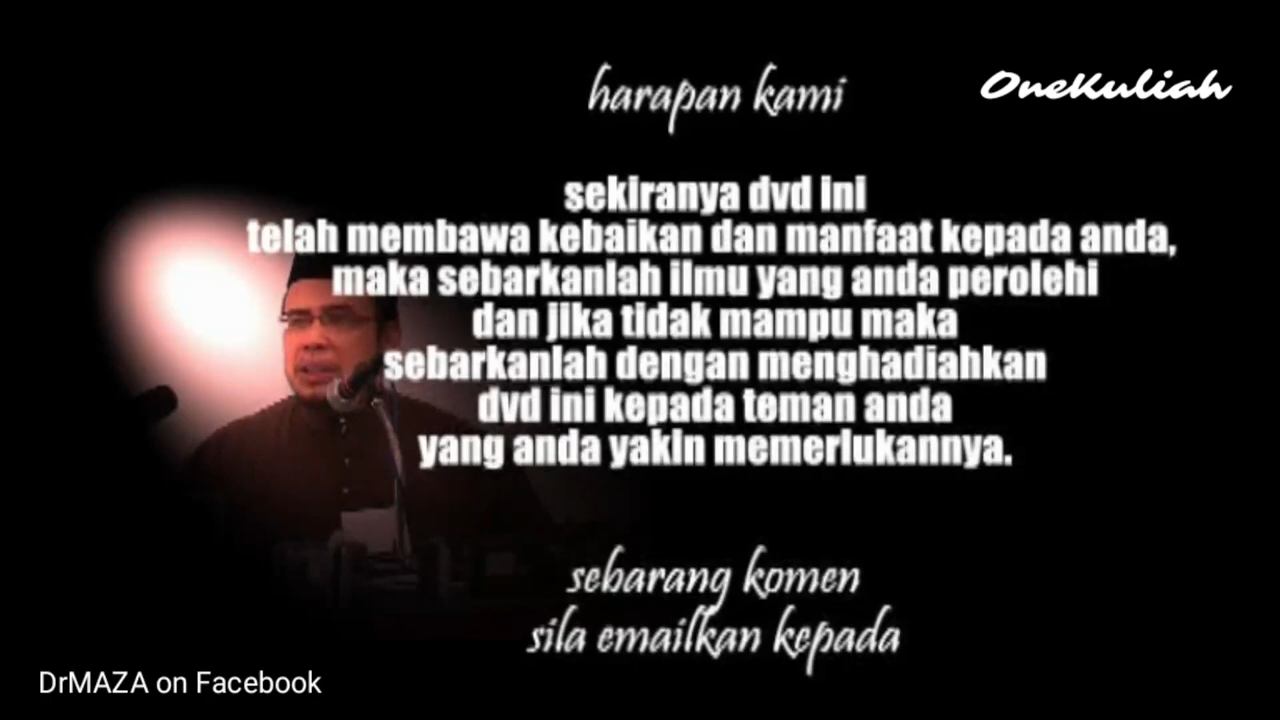 harapan kami
OneKuliah
sekiranya dvd ini
telah membawa kebaikan dan manfaat kepada anda,
maka sebarkanlah ilmu yang anda perolehi
dan jika tidak mampu maka
sebarkanlah dengan menghadiahkan
dvd ini kepada teman anda
yang anda yakin memerlukannya.
sebarang komen
sila emailkan kepada
DrMAZA on Facebook